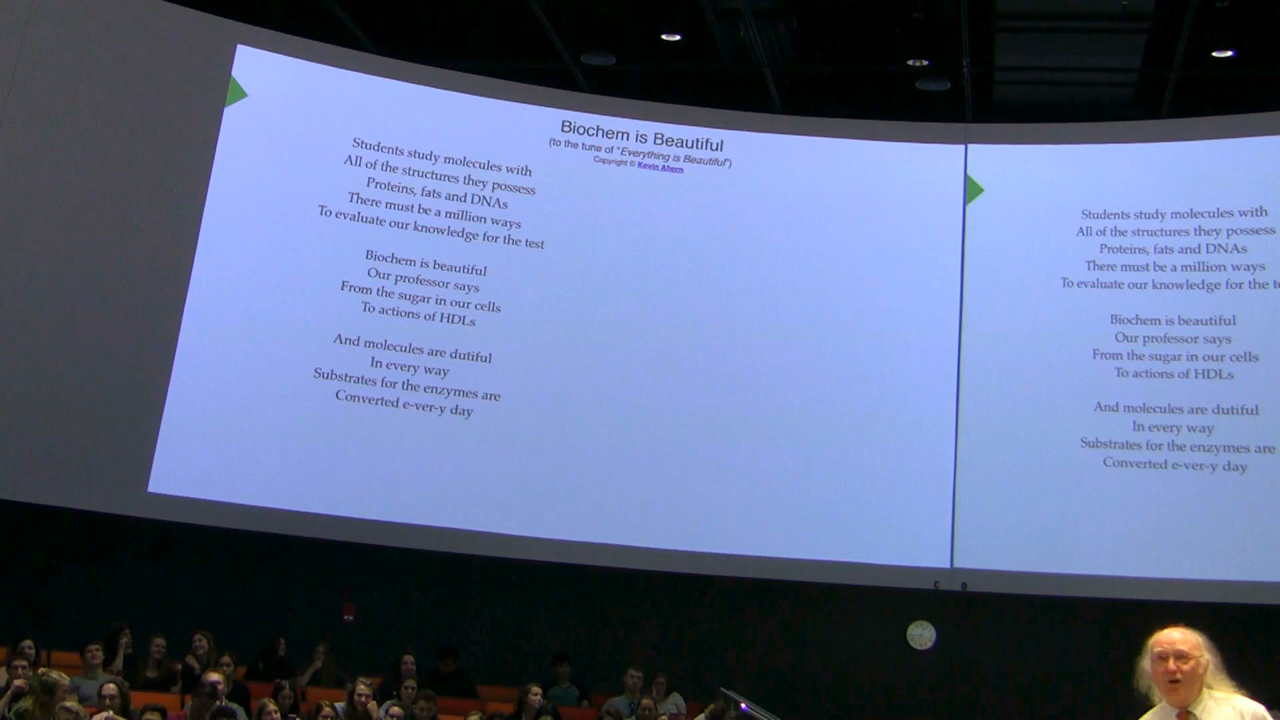 Biochem is Beautiful
(to the tune of "Everything is Beautiful")
Copyright © Kevin Ahern
Students study molecules with
All of the structures they possess
Proteins, fats and DNAs
There must be a million ways
To evaluate our knowledge for the test
Biochem is beautiful
Our professor says
From the sugar in our cells
To actions of HDLs
And molecules are dutiful
In every way
Substrates for the enzymes are
Converted e-ver-y day
Students study molecules with
All of the structures they possess
Proteins, fats and DNAs
There must be a million ways
To evaluate our knowledge for the
Biochem is beautiful
Our professor says
From the sugar in our cells
To actions of HDLs
And molecules are dutiful
In every way
Substrates for the enzymes are
Converted e-ver-y day